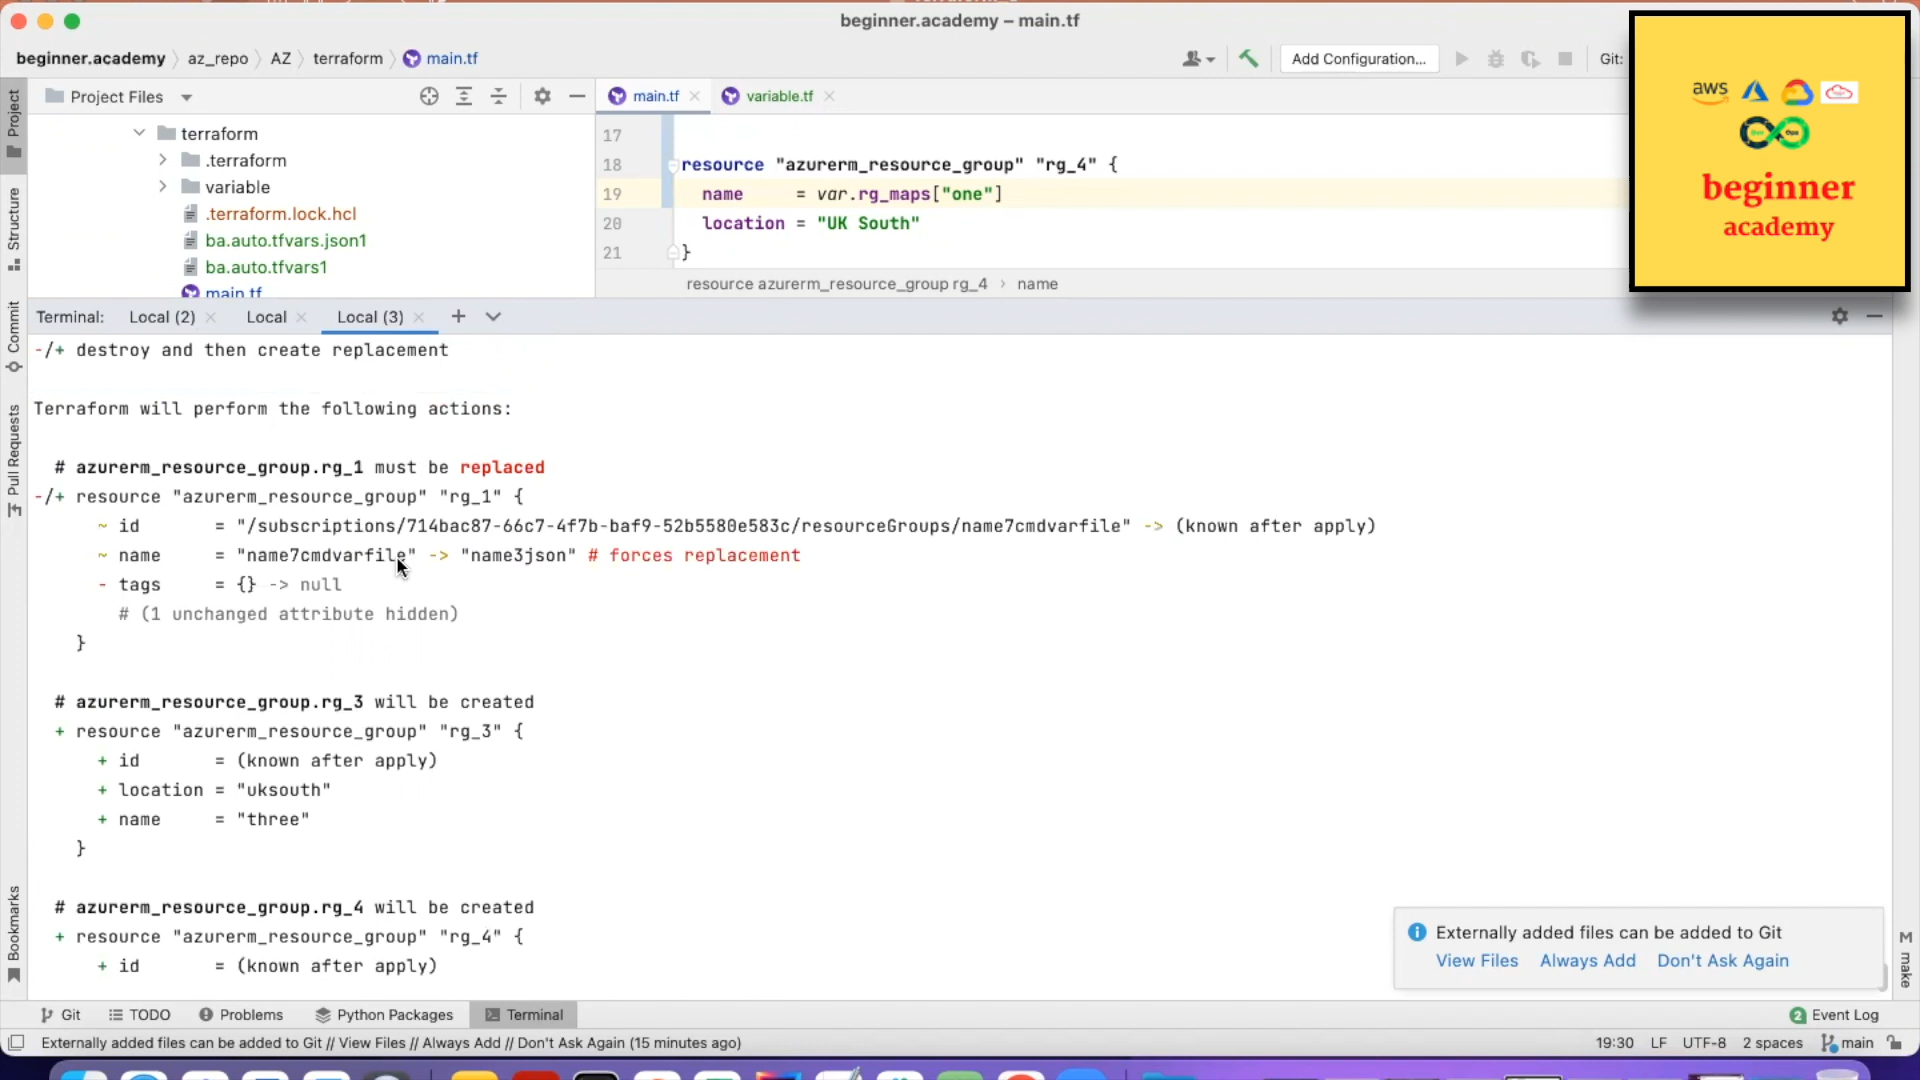 beginner.academy – main.tf
beginner.academy
az_repo
AZ
terraform
main.tf
Add Configuration...
Git:
aws
beginner
academy
Project
Structure
Commit
Pull Requests
Bookmarks
Project Files
terraform
.terraform
variable
.terraform.lock.hcl
ba.auto.tfvars.json1
ba.auto.tfvars1
main.tf
main.tf
variable.tf
17
18 resource "azurerm_resource_group" "rg_4" {
19 name = var.rg_maps["one"]
20 location = "UK South"
21 }
resource azurerm_resource_group rg_4 › name
Terminal: Local (2) Local Local (3)
-/+ destroy and then create replacement
Terraform will perform the following actions:
# azurerm_resource_group.rg_1 must be replaced
-/+ resource "azurerm_resource_group" "rg_1" {
~ id = "/subscriptions/714bac87-66c7-4f7b-baf9-52b5580e583c/resourceGroups/name7cmdvarfile" -> (known after apply)
~ name = "name7cmdvarfile" -> "name3json" # forces replacement
- tags = {} -> null
# (1 unchanged attribute hidden)
}
# azurerm_resource_group.rg_3 will be created
+ resource "azurerm_resource_group" "rg_3" {
+ id = (known after apply)
+ location = "uksouth"
+ name = "three"
}
# azurerm_resource_group.rg_4 will be created
+ resource "azurerm_resource_group" "rg_4" {
+ id = (known after apply)
Externally added files can be added to Git
View Files Always Add Don't Ask Again
M make
Git TODO Problems Python Packages Terminal
2 Event Log
Externally added files can be added to Git // View Files // Always Add // Don't Ask Again (15 minutes ago)
19:30 LF UTF-8 2 spaces main